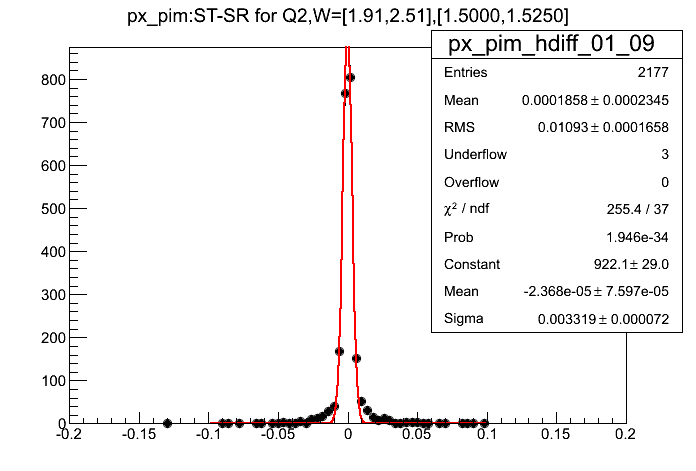 px_pim:ST-SR for Q2,W=[1.91,2.51],[1.5000,1.5250]
px_pim_hdiff_01_09
Entries 2177
Mean 0.0001858 ± 0.0002345
RMS 0.01093 ± 0.0001658
Underflow 3
Overflow 0
χ² / ndf 255.4 / 37
Prob 1.946e-34
Constant 922.1 ± 29.0
Mean -2.368e-05 ± 7.597e-05
Sigma 0.003319 ± 0.000072
800
700
600
500
400
300
200
100
0
-0.2 -0.15 -0.1 -0.05 0 0.05 0.1 0.15 0.2